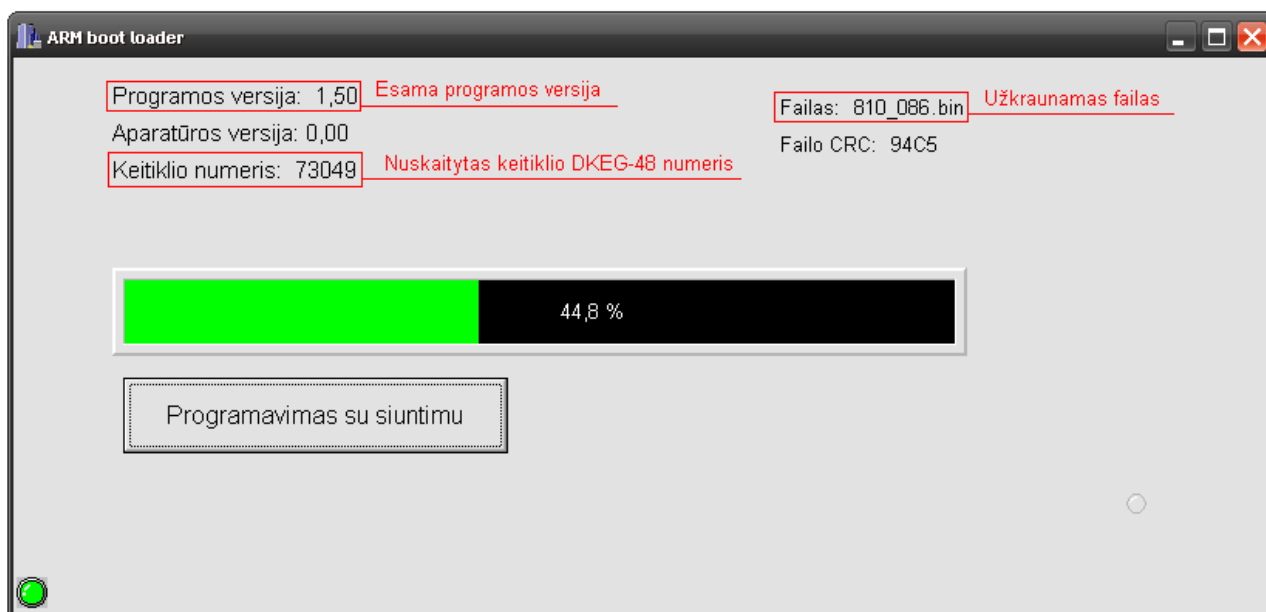 ARM boot loader
Programos versija: 1,50
Esama programos versija
Aparatūros versija: 0,00
Keitiklio numeris: 73049
Nuskaitytas keitiklio DKEG-48 numeris
Failas: 810_086.bin
Užkraunamas failas
Failo CRC: 94C5
44,8 %
Programavimas su siuntimu